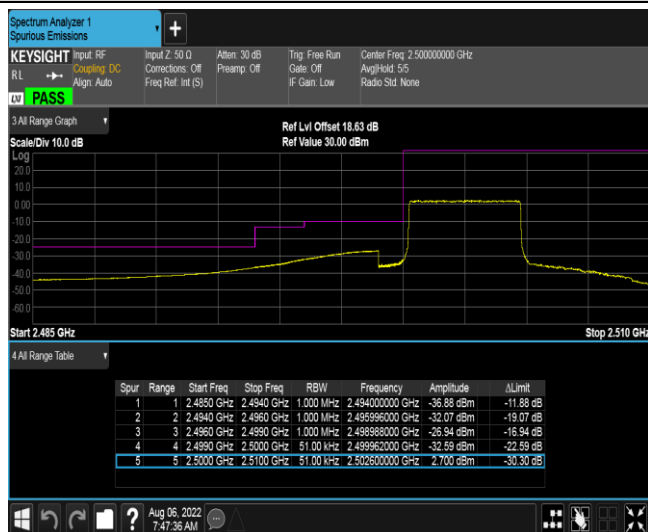 Spectrum Analyzer 1
Spurious Emissions
KEYSIGHT Input: RF Input Z: 50 Ω Atten: 30 dB Trig: Free Run Center Freq: 2.500000000 GHz
RL Coupling: DC Corrections: Off Preamp: Off Gate: Off Avg|Hold: 5/5
Align: Auto Freq Ref: Int (S) IF Gain: Low Radio Std: None
LXI PASS
3 All Range Graph
Ref Lvl Offset 18.63 dB
Scale/Div 10.0 dB Ref Value 30.00 dBm
Log
20.0
10.0
0.00
-10.0
-20.0
-30.0
-40.0
-50.0
-60.0
Start 2.485 GHz Stop 2.510 GHz
4 All Range Table
Spur Range Start Freq Stop Freq RBW Frequency Amplitude ΔLimit
1 1 2.4850 GHz 2.4940 GHz 1.000 MHz 2.494000000 GHz -36.88 dBm -11.88 dB
2 2 2.4940 GHz 2.4960 GHz 1.000 MHz 2.495996000 GHz -32.07 dBm -19.07 dB
3 3 2.4960 GHz 2.4990 GHz 1.000 MHz 2.498988000 GHz -26.94 dBm -16.94 dB
4 4 2.4990 GHz 2.5000 GHz 51.00 kHz 2.499962000 GHz -32.59 dBm -22.59 dB
5 5 2.5000 GHz 2.5100 GHz 51.00 kHz 2.502600000 GHz 2.700 dBm -30.30 dB
Aug 06, 2022
7:47:36 AM